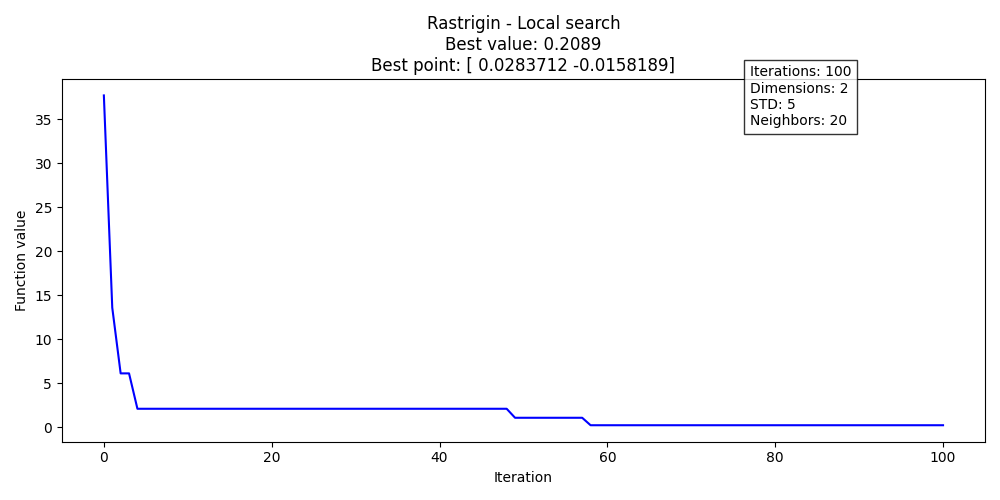 Rastrigin - Local search
Best value: 0.2089
Best point: [ 0.0283712 -0.0158189]
Iterations: 100
Dimensions: 2
STD: 5
Neighbors: 20
Function value
35
30
25
20
15
10
5
0
0 20 40 60 80 100
Iteration